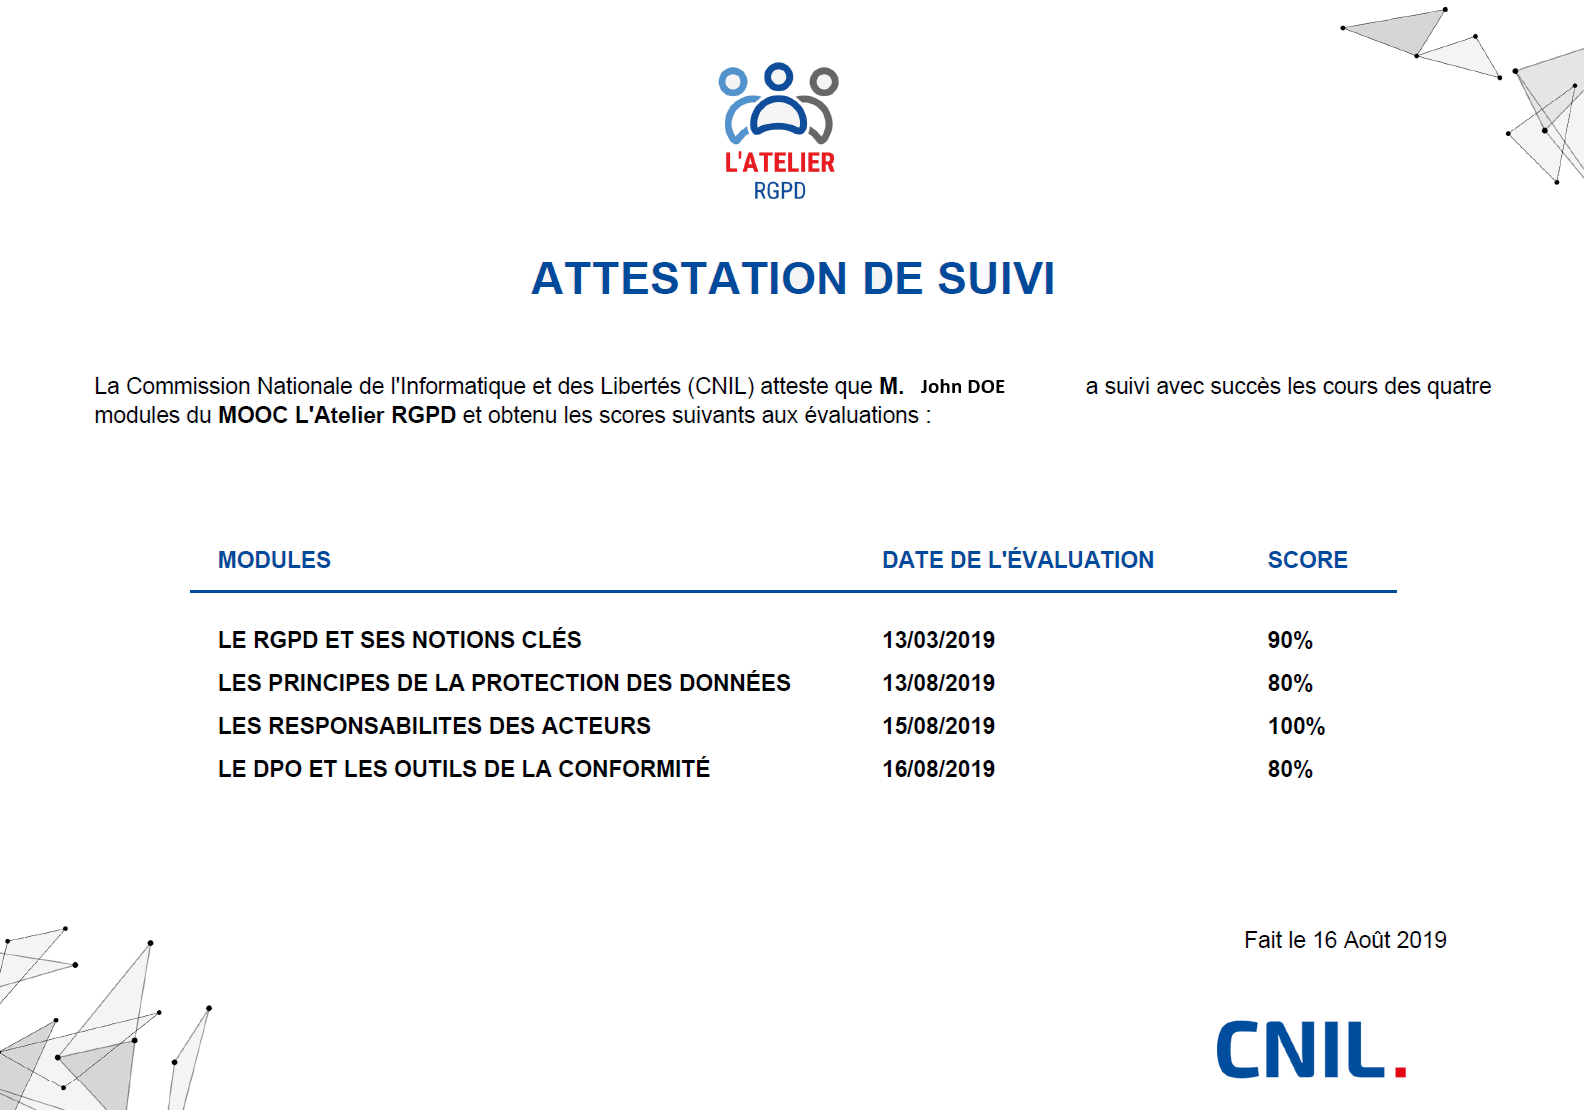 L'ATELIER
RGPD
ATTESTATION DE SUIVI
La Commission Nationale de l'Informatique et des Libertés (CNIL) atteste que M. John DOE a suivi avec succès les cours des quatre
modules du MOOC L'Atelier RGPD et obtenu les scores suivants aux évaluations :
MODULES DATE DE L'ÉVALUATION SCORE
LE RGPD ET SES NOTIONS CLÉS 13/03/2019 90%
LES PRINCIPES DE LA PROTECTION DES DONNÉES 13/08/2019 80%
LES RESPONSABILITES DES ACTEURS 15/08/2019 100%
LE DPO ET LES OUTILS DE LA CONFORMITÉ 16/08/2019 80%
Fait le 16 Août 2019
CNIL.